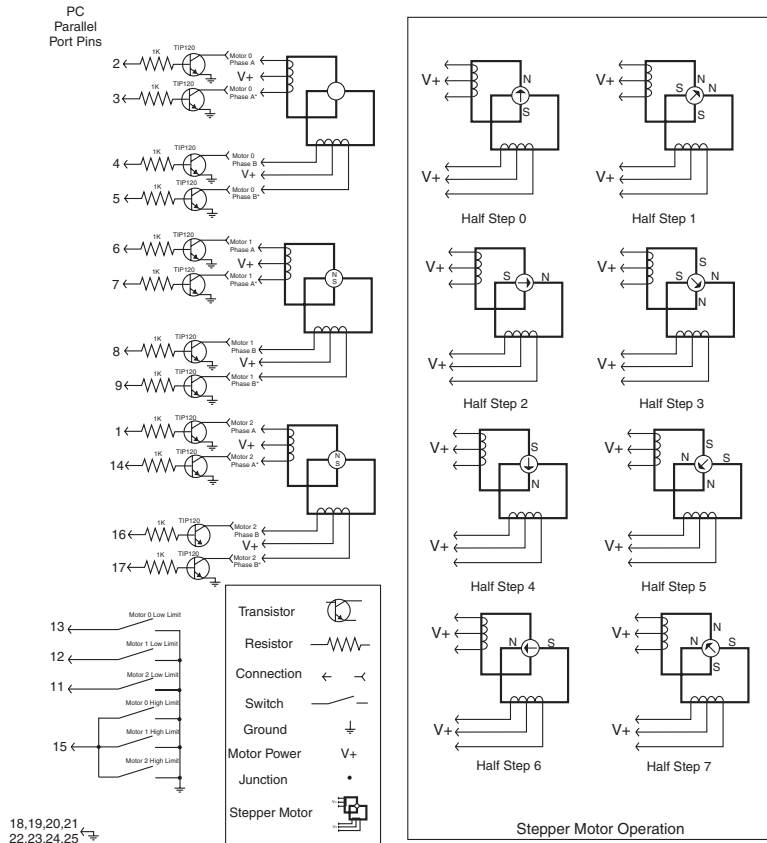 PC
Parallel
Port Pins
2
1K
TIP120
Motor 0
Phase A
V+
3
1K
TIP120
Motor 0
Phase A*
4
1K
TIP120
Motor 0
Phase B
V+
5
1K
TIP120
Motor 0
Phase B*
6
1K
TIP120
Motor 1
Phase A
V+
7
1K
TIP120
Motor 1
Phase A*
N
S
8
1K
TIP120
Motor 1
Phase B
V+
9
1K
TIP120
Motor 1
Phase B*
1
1K
TIP120
Motor 2
Phase A
V+
14
1K
TIP120
Motor 2
Phase A*
N
S
16
1K
TIP120
Motor 2
Phase B
V+
17
1K
TIP120
Motor 2
Phase B*
13
Motor 0 Low Limit
12
Motor 1 Low Limit
11
Motor 2 Low Limit
Motor 0 High Limit
15
Motor 1 High Limit
Motor 2 High Limit
18,19,20,21
22,23,24,25
Transistor
Resistor
Connection
Switch
Ground
Motor Power V+
Junction
Stepper Motor
V+
N
S
V+
Half Step 0
V+
S N
N
S
V+
Half Step 1
V+
S N
V+
Half Step 2
V+
S
S N
N
V+
Half Step 3
V+
S
N
V+
Half Step 4
V+
S
N S
N
V+
Half Step 5
V+
N S
V+
Half Step 6
V+
N
N S
S
V+
Half Step 7
Stepper Motor Operation